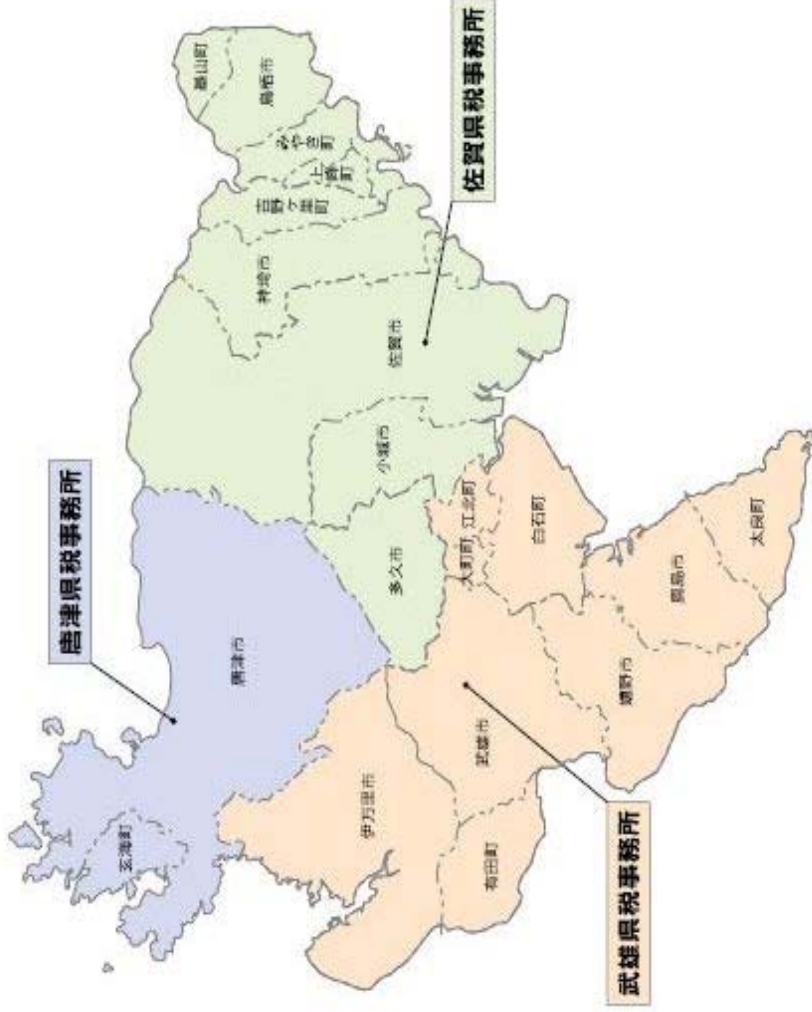 唐津県税事務所
佐賀県税事務所
武雄県税事務所
玄海町
唐津市
基山町
鳥栖市
みやき町
上峰町
吉野ヶ里町
神埼市
佐賀市
小城市
多久市
江北町
大町町
白石町
伊万里市
武雄市
有田町
嬉野市
鹿島市
太良町